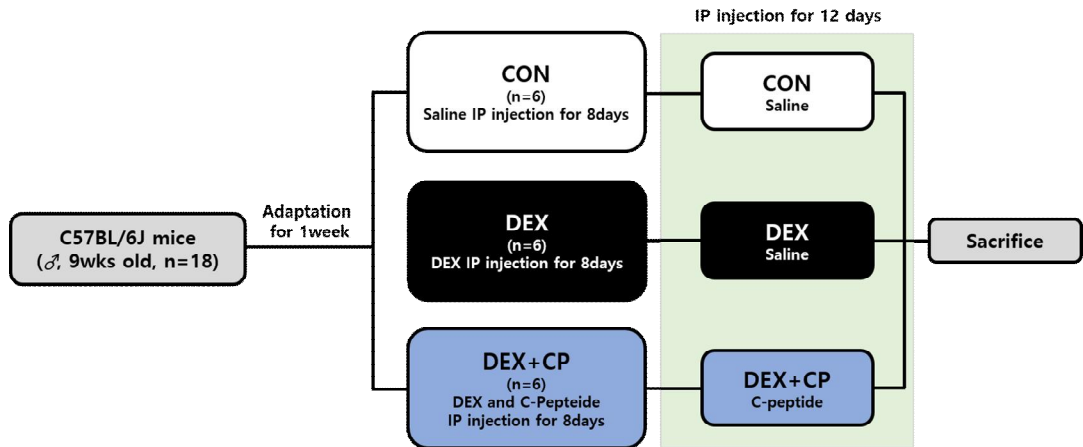 IP injection for 12 days
C57BL/6J mice
(♂, 9wks old, n=18)
Adaptation
for 1week
CON
(n=6)
Saline IP injection for 8days
DEX
(n=6)
DEX IP injection for 8days
DEX+CP
(n=6)
DEX and C-Pepteide
IP injection for 8days
CON
Saline
DEX
Saline
DEX+CP
C-peptide
Sacrifice